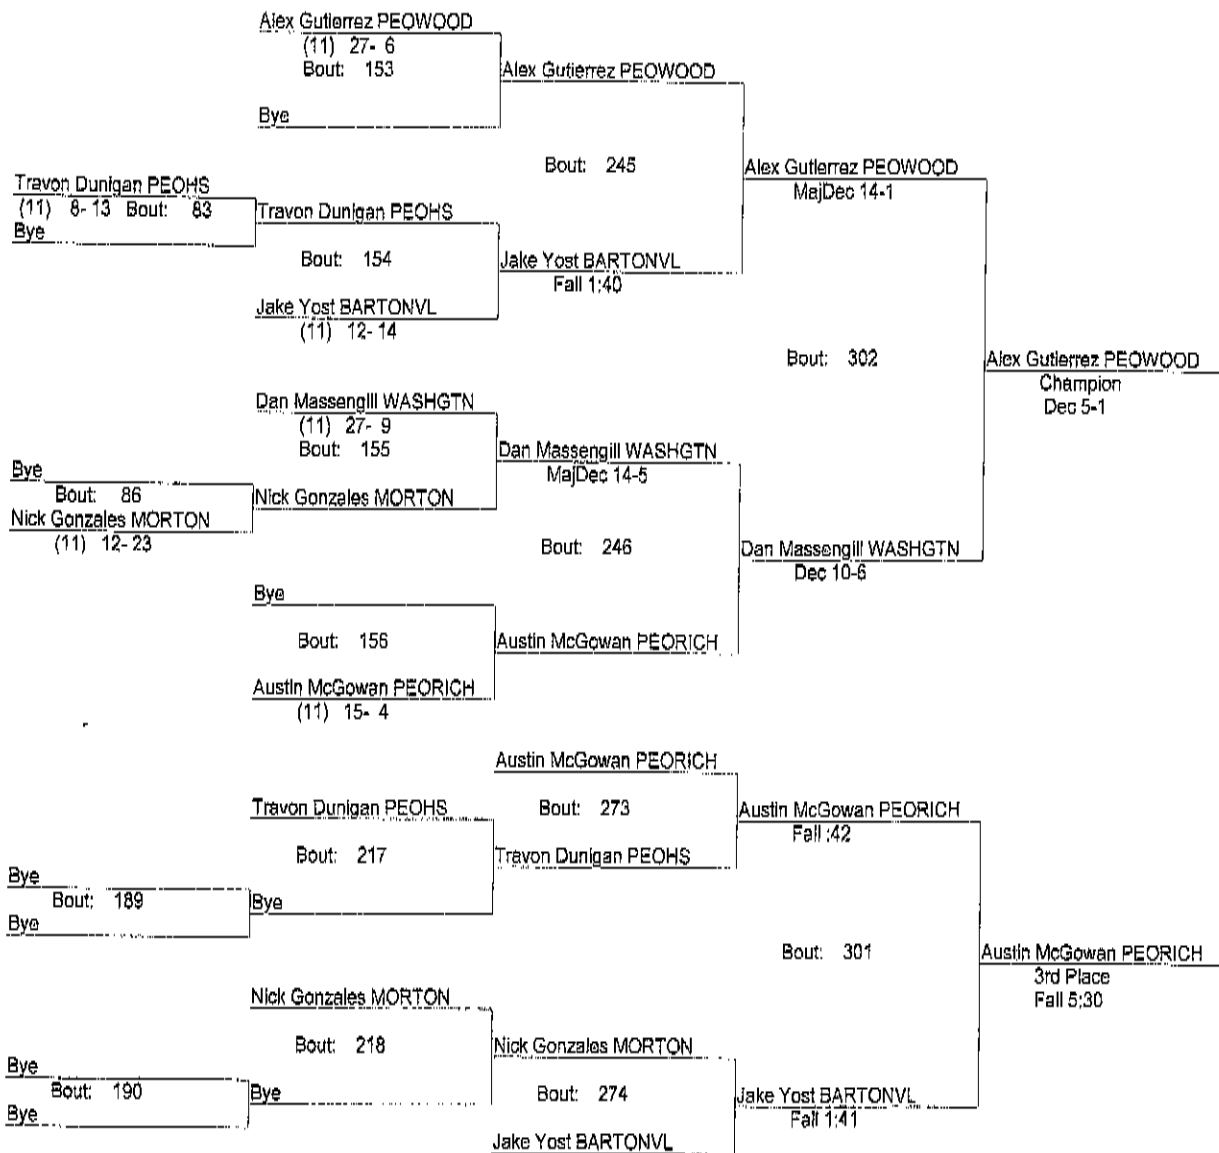 Alex Gutierrez PEOWOOD
(11) 27- 6
Bout: 153
Alex Gutierrez PEOWOOD
Bye
Bout: 245
Alex Gutierrez PEOWOOD
MajDec 14-1
Travon Dunigan PEOHS
(11) 8- 13 Bout: 83
Bye
Travon Dunigan PEOHS
Bout: 154
Jake Yost BARTONVL
Fall 1:40
Jake Yost BARTONVL
(11) 12- 14
Bout: 302
Alex Gutierrez PEOWOOD
Champion
Dec 5-1
Dan Massengill WASHGTN
(11) 27- 9
Bout: 155
Dan Massengill WASHGTN
MajDec 14-5
Bye
Bout: 86
Nick Gonzales MORTON
Nick Gonzales MORTON
(11) 12- 23
Bout: 246
Dan Massengill WASHGTN
Dec 10-6
Bye
Bout: 156
Austin McGowan PEORICH
Austin McGowan PEORICH
(11) 15- 4
Austin McGowan PEORICH
Travon Dunigan PEOHS
Bout: 273
Austin McGowan PEORICH
Fall :42
Bout: 217
Travon Dunigan PEOHS
Bye
Bout: 189
Bye
Bye
Bout: 301
Austin McGowan PEORICH
3rd Place
Fall 5:30
Nick Gonzales MORTON
Bout: 218
Nick Gonzales MORTON
Bye
Bout: 190
Bye
Bye
Bout: 274
Jake Yost BARTONVL
Fall 1:41
Jake Yost BARTONVL